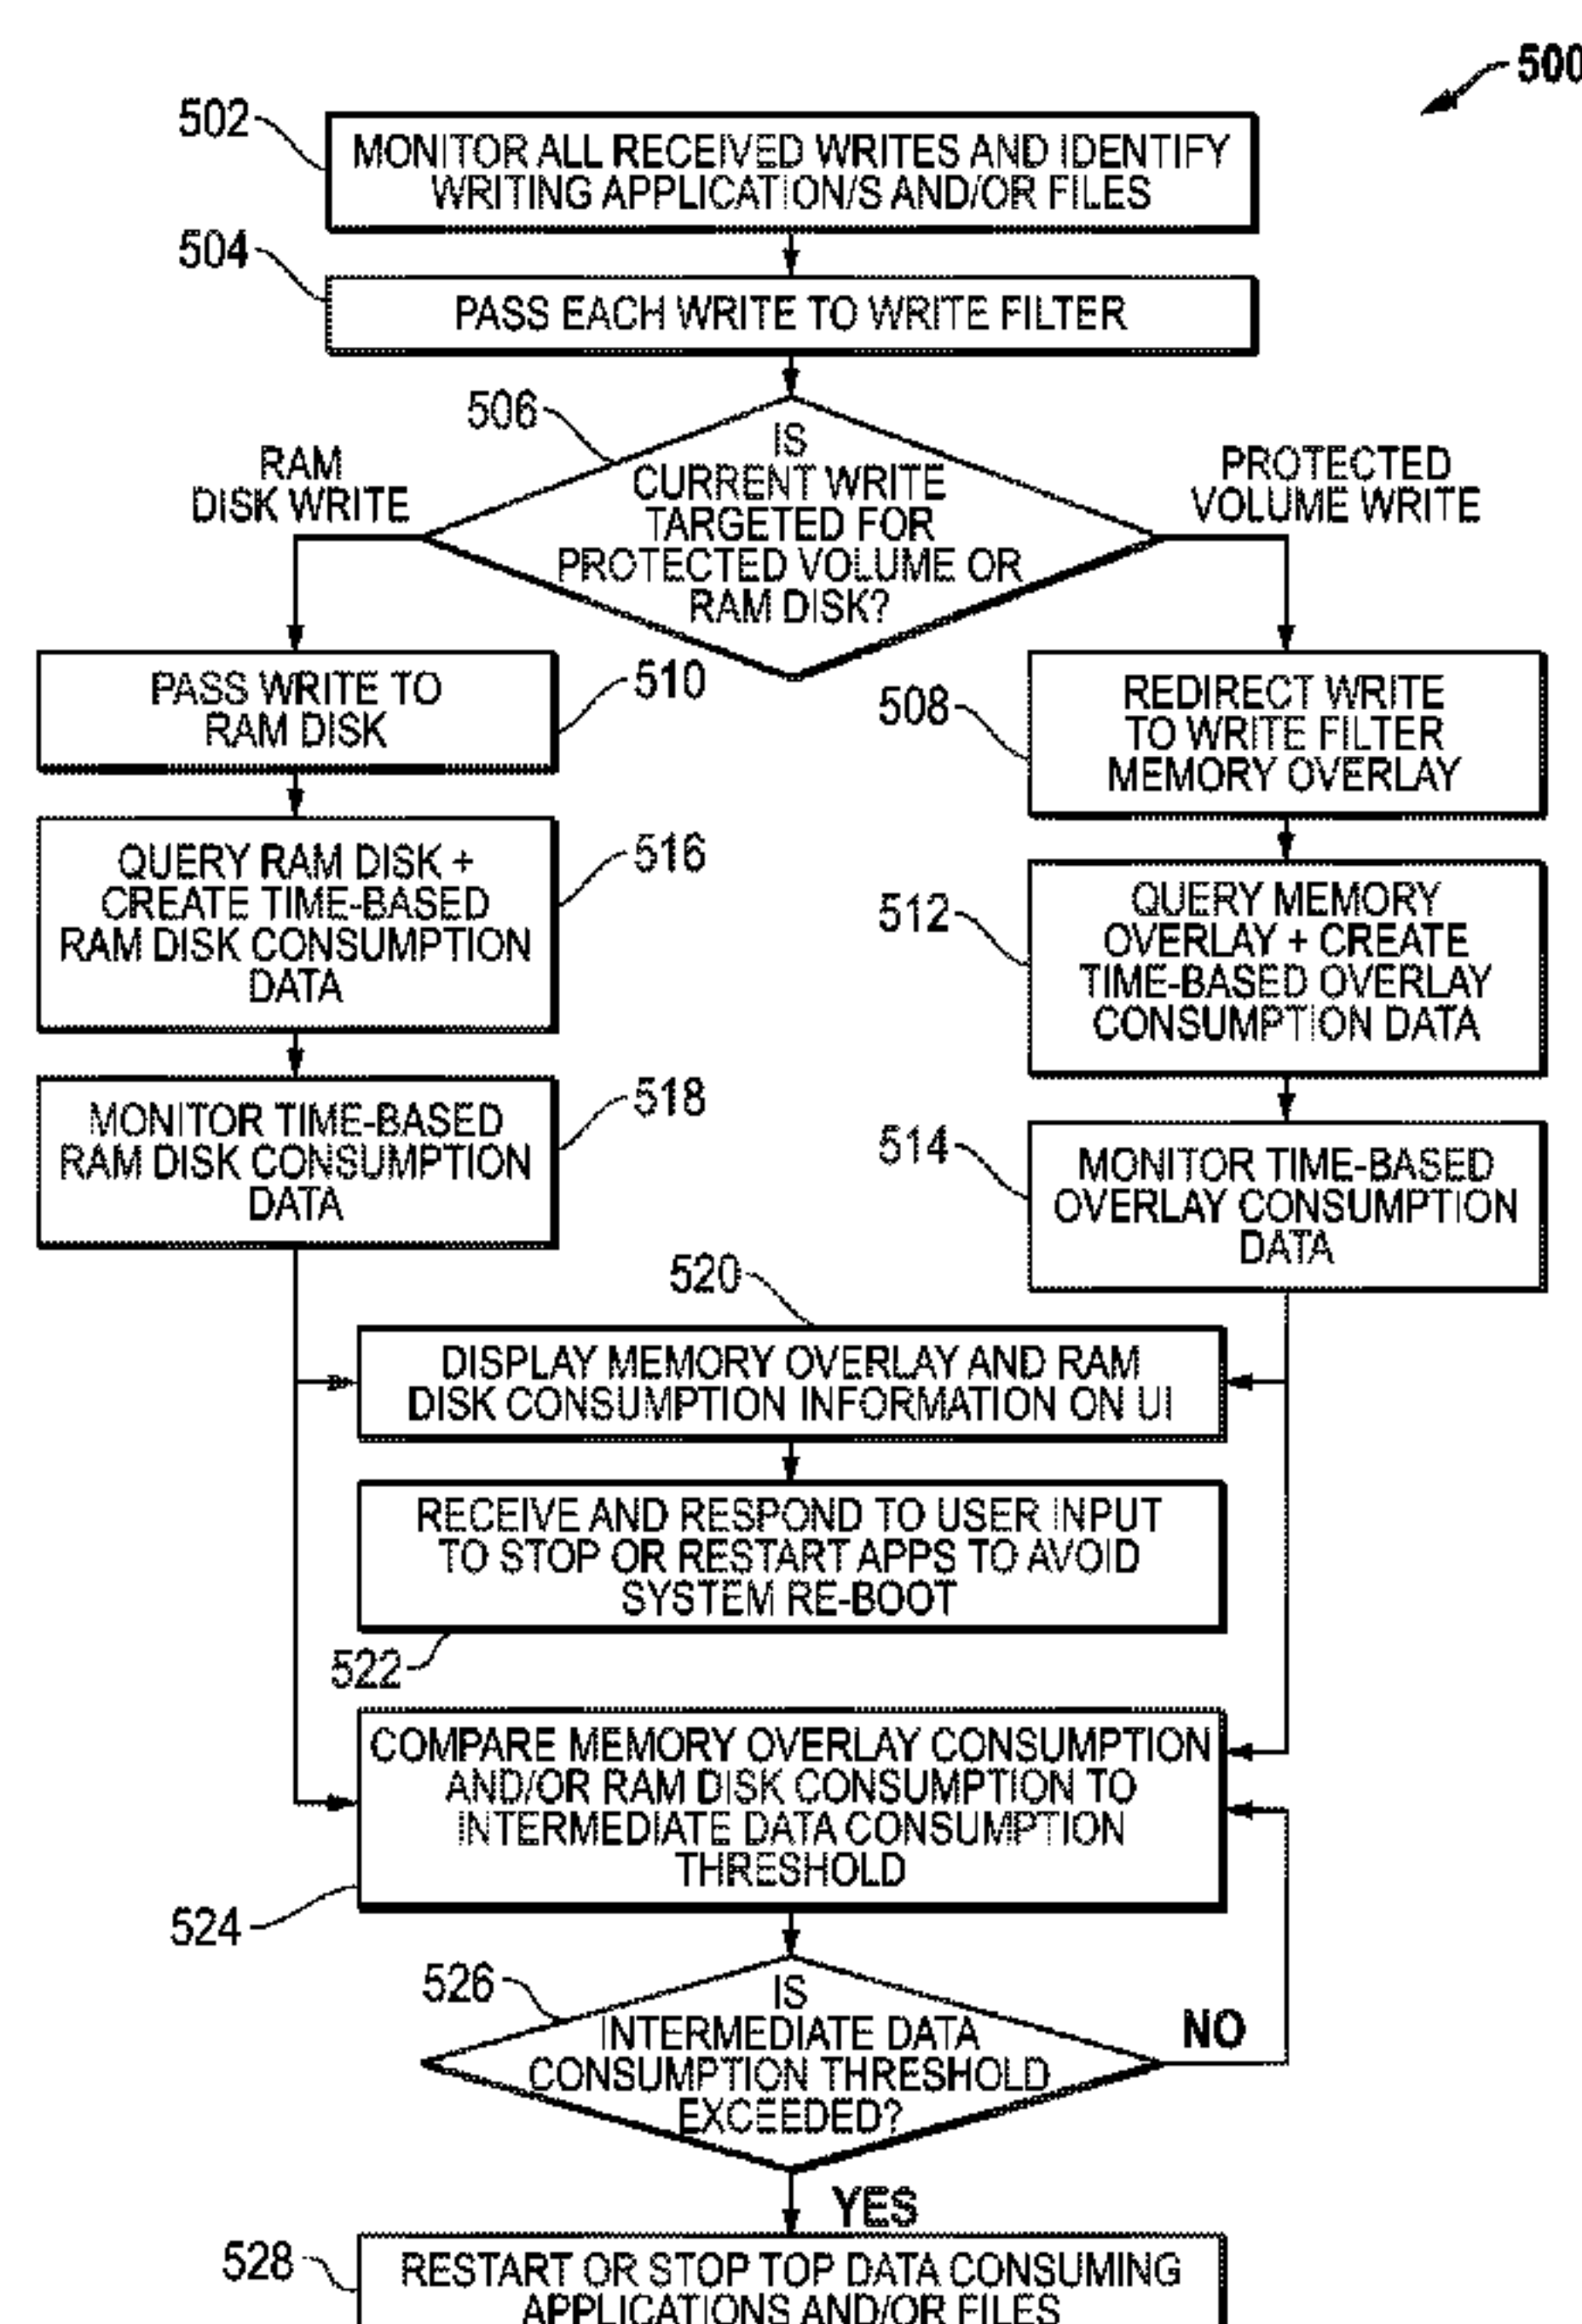 500
502
MONITOR ALL RECEIVED WRITES AND IDENTIFY
WRITING APPLICATION/S AND/OR FILES
504
PASS EACH WRITE TO WRITE FILTER
506
IS
CURRENT WRITE
TARGETED FOR
PROTECTED VOLUME OR
RAM DISK?
RAM
DISK WRITE
PROTECTED
VOLUME WRITE
PASS WRITE TO
RAM DISK
510
508
REDIRECT WRITE
TO WRITE FILTER
MEMORY OVERLAY
QUERY RAM DISK +
CREATE TIME-BASED
RAM DISK CONSUMPTION
DATA
516
512
QUERY MEMORY
OVERLAY + CREATE
TIME-BASED OVERLAY
CONSUMPTION DATA
MONITOR TIME-BASED
RAM DISK CONSUMPTION
DATA
518
514
MONITOR TIME-BASED
OVERLAY CONSUMPTION
DATA
520
DISPLAY MEMORY OVERLAY AND RAM
DISK CONSUMPTION INFORMATION ON UI
RECEIVE AND RESPOND TO USER INPUT
TO STOP OR RESTART APPS TO AVOID
SYSTEM RE-BOOT
522
COMPARE MEMORY OVERLAY CONSUMPTION
AND/OR RAM DISK CONSUMPTION TO
INTERMEDIATE DATA CONSUMPTION
THRESHOLD
524
526
IS
INTERMEDIATE DATA
CONSUMPTION THRESHOLD
EXCEEDED?
NO
YES
528
RESTART OR STOP TOP DATA CONSUMING
APPLICATIONS AND/OR FILES